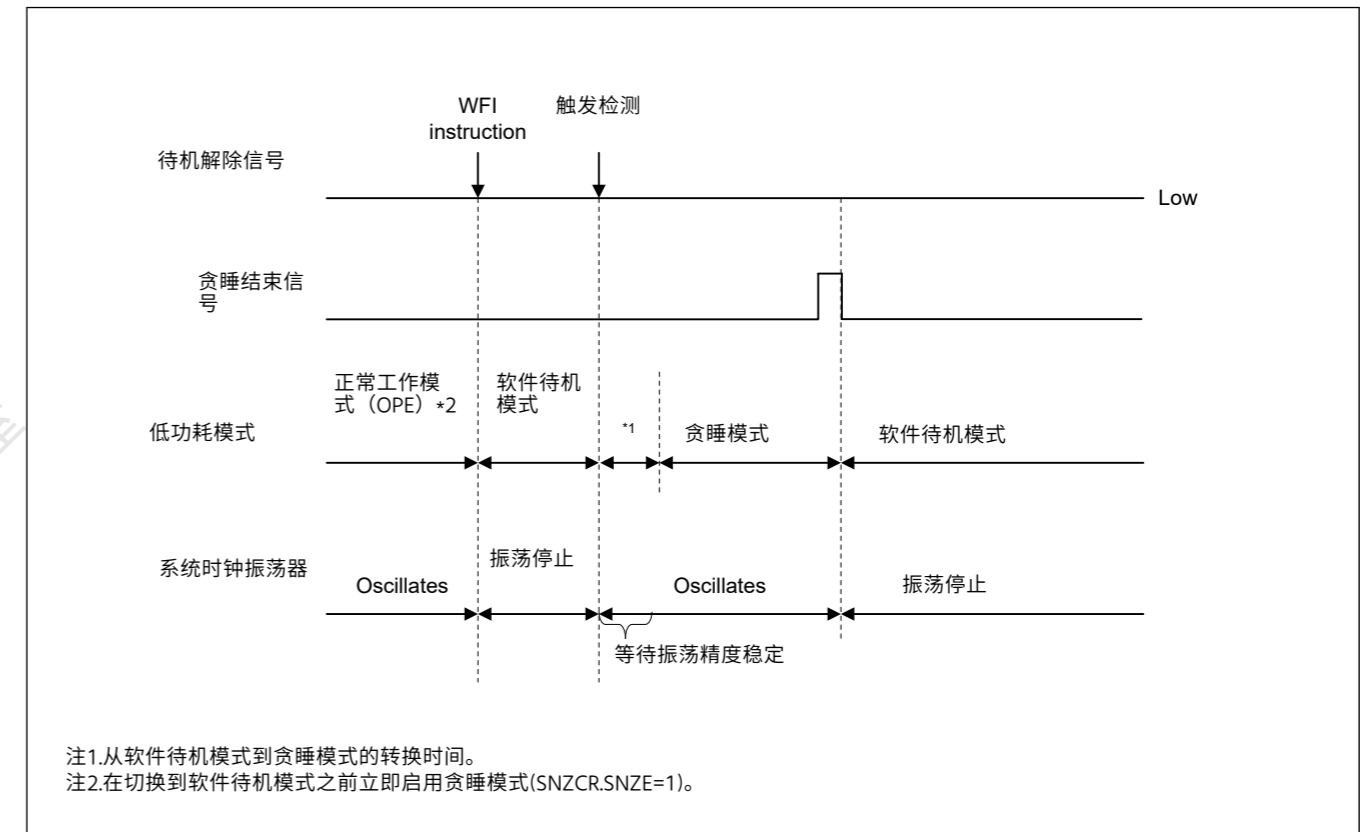 WFI
instruction
触发检测
待机解除信号
Low
贪睡结束信
号
正常工作模
式（OPE）*2
软件待机
模式
低功耗模式
*1
贪睡模式
软件待机模式
系统时钟振荡器
Oscillates
振荡停止
Oscillates
振荡停止
等待振荡精度稳定
注1.从软件待机模式到贪睡模式的转换时间。
注2.在切换到软件待机模式之前立即启用贪睡模式(SNZCR.SNZE=1)。